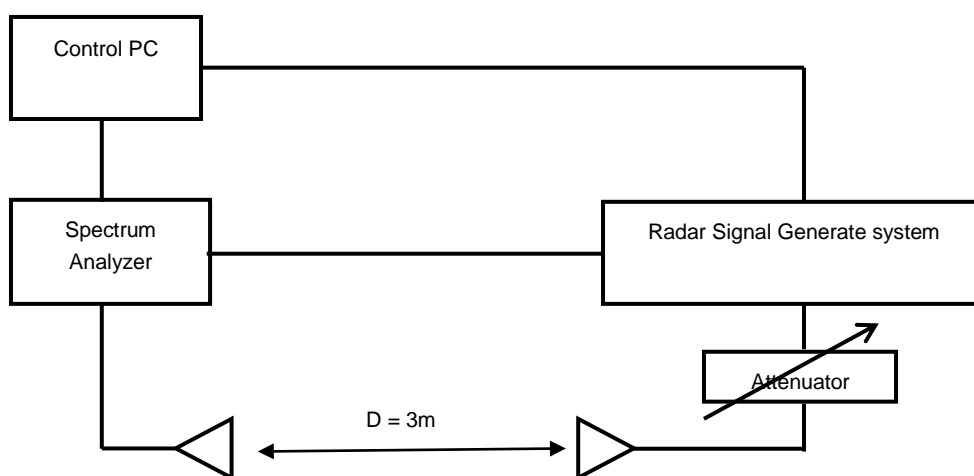 Control PC
Spectrum
Analyzer
Radar Signal Generate system
Attenuator
D = 3m